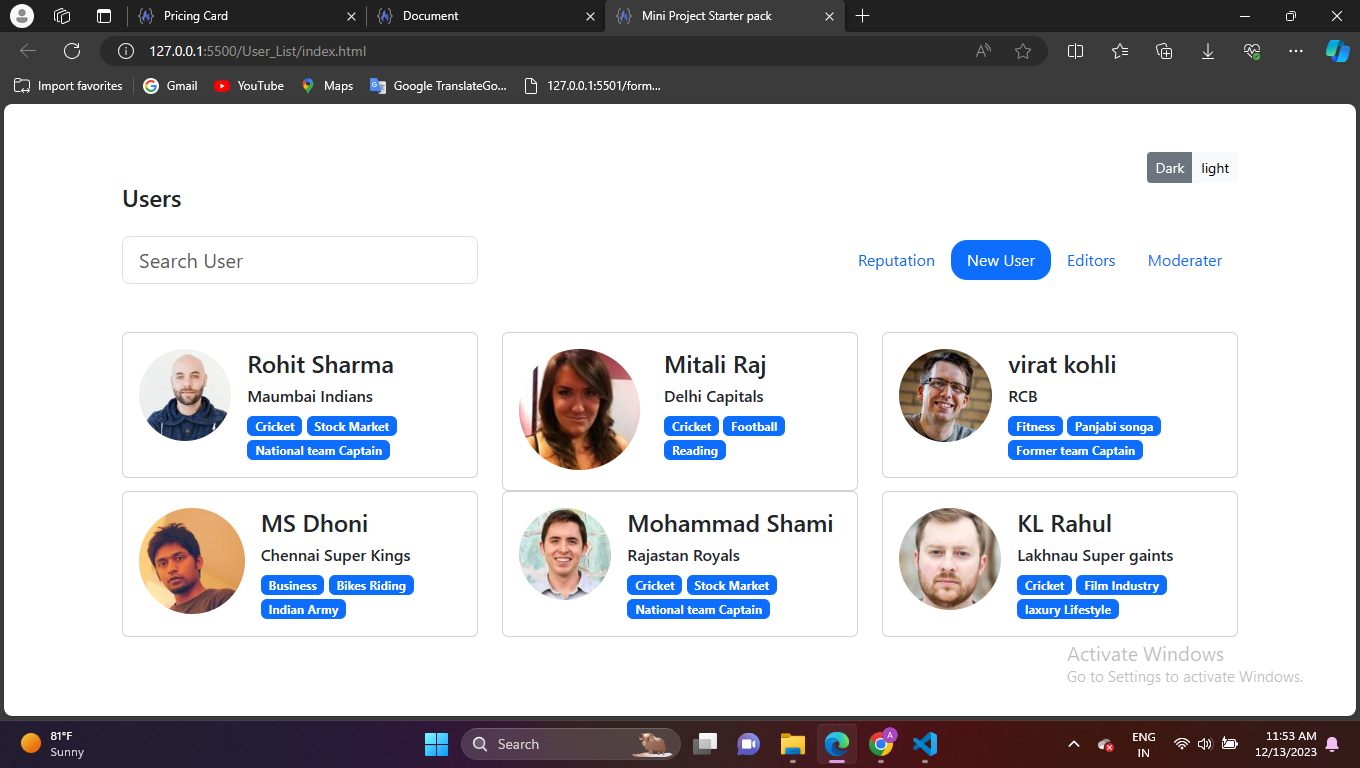 Pricing Card
Document
Mini Project Starter pack
127.0.0.1:5500/User_List/index.html
Import favorites
Gmail
YouTube
Maps
Google TranslateGo...
127.0.0.1:5501/form...
Dark
light
Users
Search User
Reputation
New User
Editors
Moderater
Rohit Sharma
Maumbai Indians
Cricket Stock Market
National team Captain
Mitali Raj
Delhi Capitals
Cricket Football
Reading
virat kohli
RCB
Fitness Panjabi songa
Former team Captain
MS Dhoni
Chennai Super Kings
Business Bikes Riding
Indian Army
Mohammad Shami
Rajastan Royals
Cricket Stock Market
National team Captain
KL Rahul
Lakhnau Super gaints
Cricket Film Industry
laxury Lifestyle
Activate Windows
Go to Settings to activate Windows.
81°F
Sunny
Search
A
ENG
IN
11:53 AM
12/13/2023